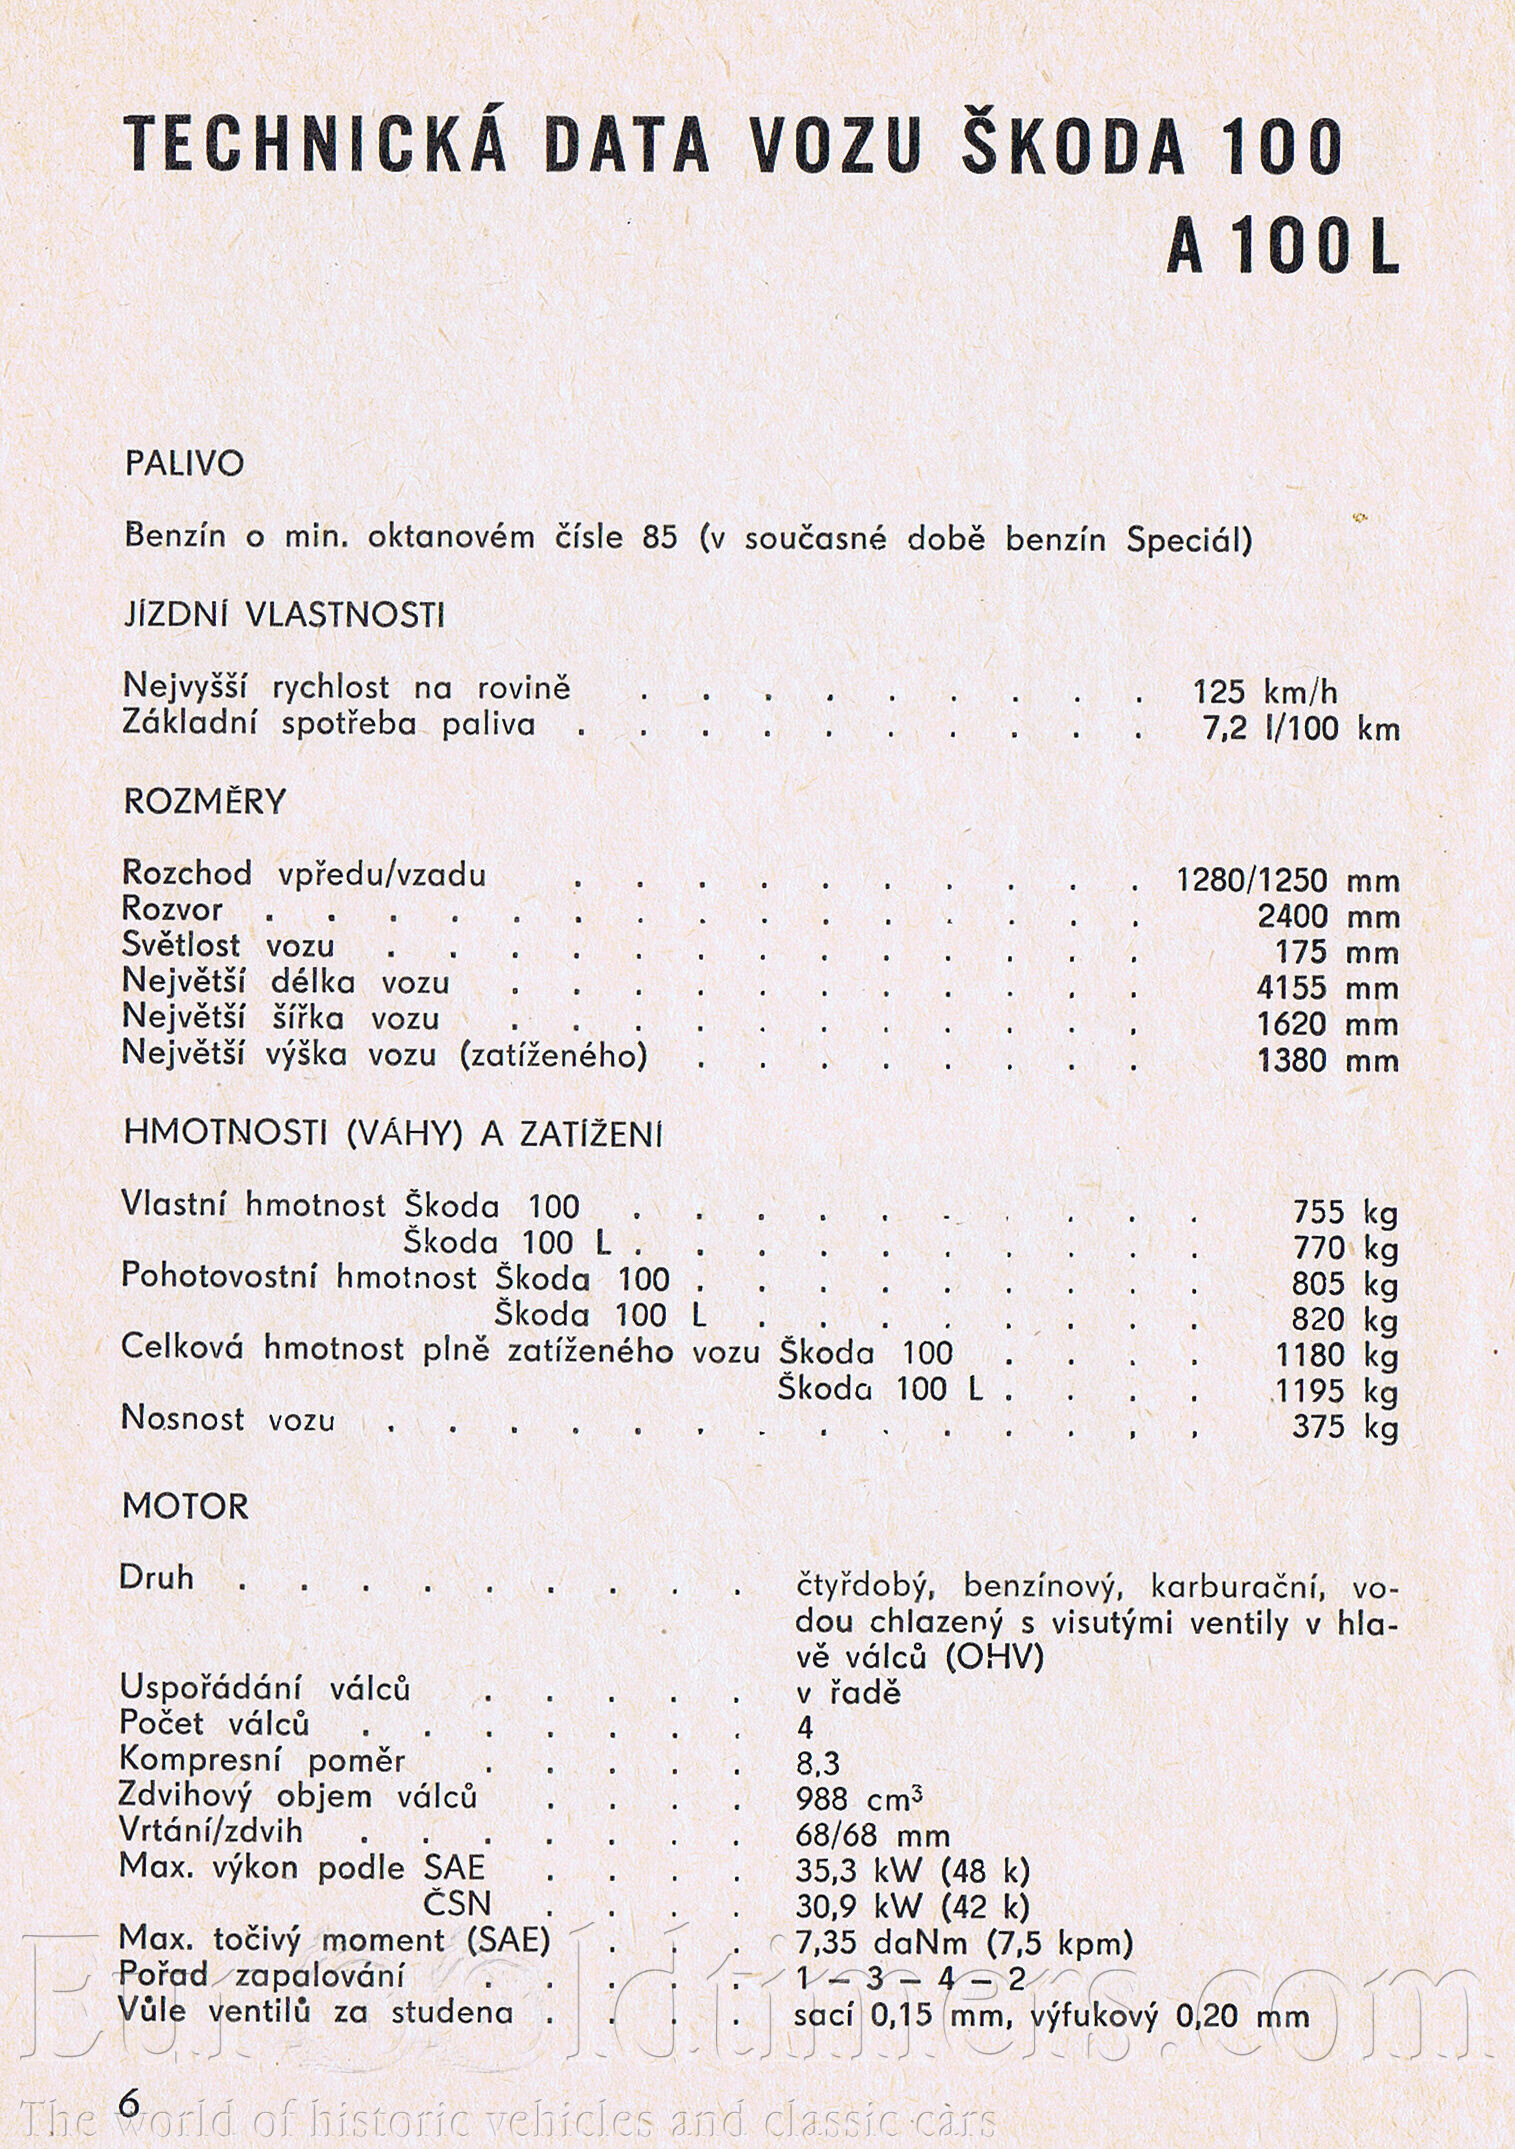 TECHNICKÁ DATA VOZU ŠKODA 100
A 100 L
PALIVO
Benzín o min. oktanovém čísle 85 (v současné době benzín Speciál)
JÍZDNÍ VLASTNOSTI
Nejvyšší rychlost na rovině . . . . . . . . . 125 km/h
Základní spotřeba paliva . . . . . . . . . . 7,2 l/100 km
ROZMĚRY
Rozchod vpředu/vzadu . . . . . . . . . . 1280/1250 mm
Rozvor . . . . . . . . . . . . . . . 2400 mm
Světlost vozu . . . . . . . . . . . . . 175 mm
Největší délka vozu . . . . . . . . . . . 4155 mm
Největší šířka vozu . . . . . . . . . . . 1620 mm
Největší výška vozu (zatíženého) . . . . . . . . 1380 mm
HMOTNOSTI (VÁHY) A ZATÍŽENÍ
Vlastní hmotnost Škoda 100 . . . . . . . . . . 755 kg
Škoda 100 L . . . . . . . . . . 770 kg
Pohotovostní hmotnost Škoda 100 . . . . . . . . . 805 kg
Škoda 100 L . . . . . . . . 820 kg
Celková hmotnost plně zatíženého vozu Škoda 100 . . . . 1180 kg
Škoda 100 L . . . . 1195 kg
Nosnost vozu . . . . . . . . . . . . . . 375 kg
MOTOR
Druh . . . . . . . . . čtyřdobý, benzínový, karburační, vo-
dou chlazený s visutými ventily v hla-
vě válců (OHV)
Uspořádání válců . . . . . v řadě
Počet válců . . . . . . . 4
Kompresní poměr . . . . . 8,3
Zdvihový objem válců . . . . 988 cm³
Vrtání/zdvih . . . . . . . 68/68 mm
Max. výkon podle SAE . . . . 35,3 kW (48 k)
ČSN . . . . 30,9 kW (42 k)
Max. točivý moment (SAE) . . . 7,35 daNm (7,5 kpm)
Pořad zapalování . . . . . 1 – 3 – 4 – 2
Vůle ventilů za studena . . . . sací 0,15 mm, výfukový 0,20 mm
EuroOldtimers.com
6
The world of historic vehicles and classic cars